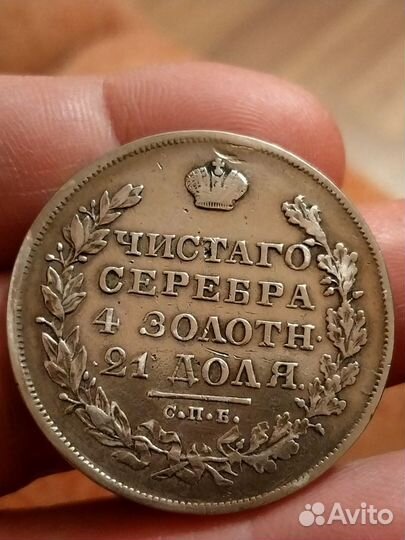 ЧИСТАГО
СЕРЕБРА
4 ЗОЛОТН.
21 ДОЛЯ.
С.П.Б.
Avito